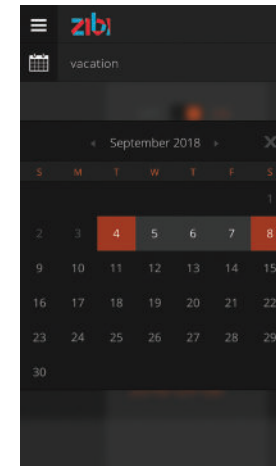 zibi
vacation
September 2018
S M T W T F S
1
2 3 4 5 6 7 8
9 10 11 12 13 14 15
16 17 18 19 20 21 22
23 24 25 26 27 28 29
30